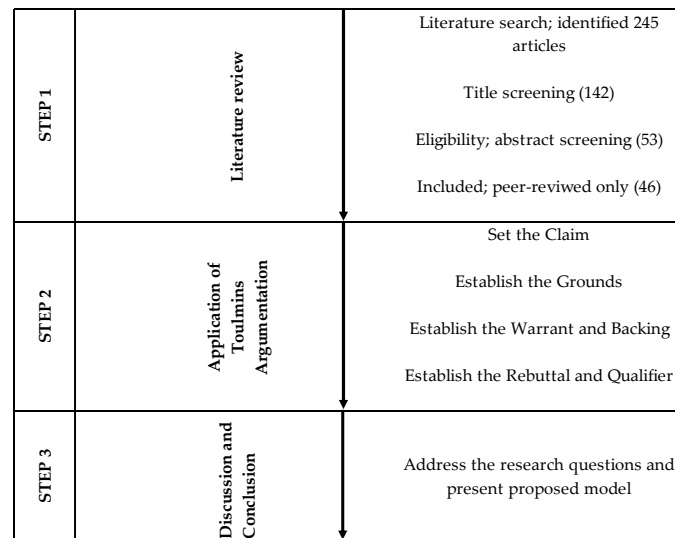 STEP 1
Literature review
Literature search; identified 245
articles
Title screening (142)
Eligibility; abstract screening (53)
Included; peer-reviwed only (46)
STEP 2
Application of
Toulmins
Argumentation
Set the Claim
Establish the Grounds
Establish the Warrant and Backing
Establish the Rebuttal and Qualifier
STEP 3
Discussion and
Conclusion
Address the research questions and
present proposed model